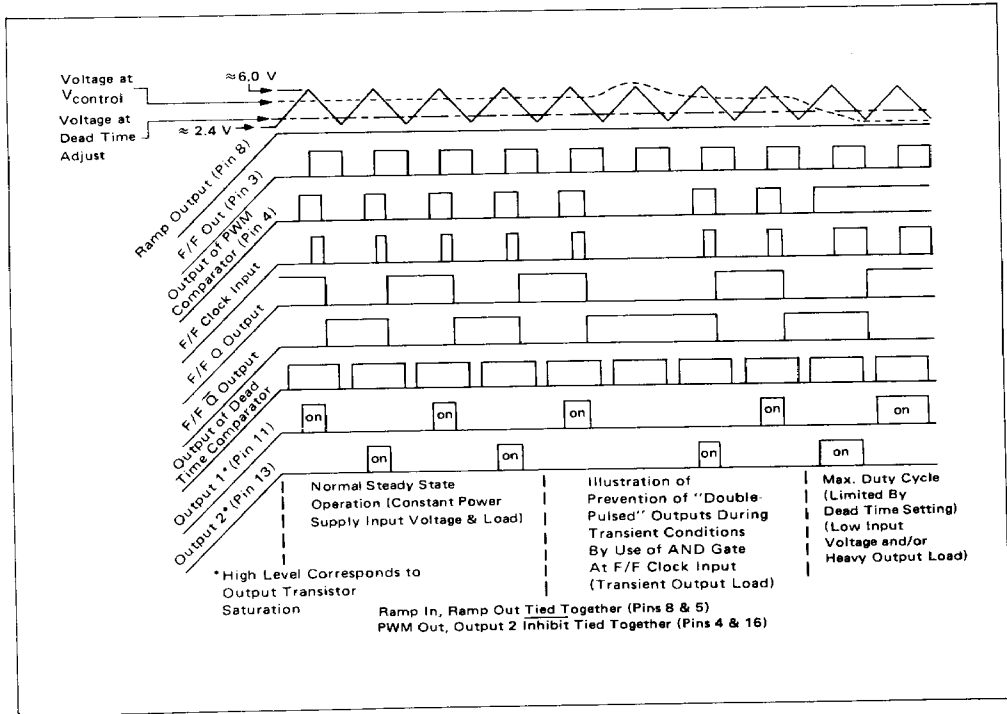 Voltage at
Vcontrol
Voltage at
Dead Time
Adjust
≈6.0 V
≈ 2.4 V
Ramp Output (Pin 8)
F/F Out (Pin 3)
Output of PWM
Comparator (Pin 4)
F/F Clock Input
F/F Q Output
F/F Q̅ Output
Output of Dead
Time Comparator
Output 1* (Pin 11)
Output 2* (Pin 13)
on
on
on
on
on
on
on
on
on
Normal Steady State
Operation (Constant Power
Supply Input Voltage & Load)
Illustration of
Prevention of "Double-
Pulsed" Outputs During
Transient Conditions
By Use of AND Gate
At F/F Clock Input
(Transient Output Load)
Max. Duty Cycle
(Limited By
Dead Time Setting)
(Low Input
Voltage and/or
Heavy Output Load)
*High Level Corresponds to
Output Transistor
Saturation
Ramp In, Ramp Out Tied Together (Pins 8 & 5)
PWM Out, Output 2 Inhibit Tied Together (Pins 4 & 16)